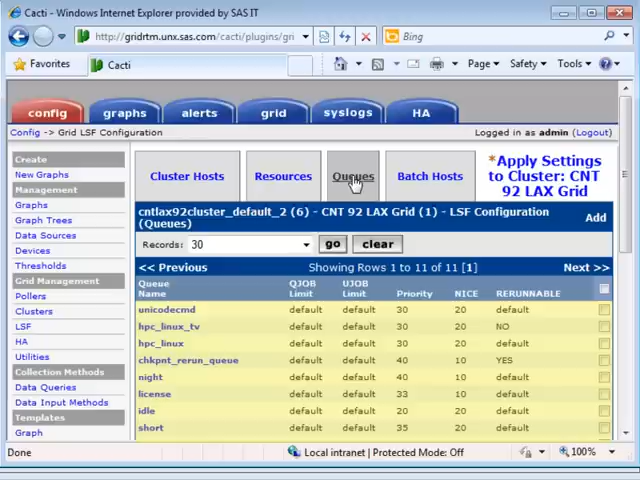 Cacti - Windows Internet Explorer provided by SAS IT
http://gridrtm.unx.sas.com/cacti/plugins/gri
Bing
Favorites
Cacti
Page
Safety
Tools
config
graphs
alerts
grid
syslogs
HA
Config -> Grid LSF Configuration
Logged in as admin (Logout)
Create
New Graphs
Management
Graphs
Graph Trees
Data Sources
Devices
Thresholds
Grid Management
Pollers
Clusters
LSF
HA
Utilities
Collection Methods
Data Queries
Data Input Methods
Templates
Graph
Cluster Hosts
Resources
Queues
Batch Hosts
*Apply Settings
to Cluster: CNT
92 LAX Grid
cntlax92cluster_default_2 (6) - CNT 92 LAX Grid (1) - LSF Configuration
(Queues)
Add
Records: 30 go clear
<< Previous Showing Rows 1 to 11 of 11 [1] Next >>
Queue Name QJOB Limit UJOB Limit Priority NICE RERUNNABLE
unicodecmd default default 30 20 default
hpc_linux_tv default default 30 20 NO
hpc_linux default default 30 20 default
chkpnt_rerun_queue default default 40 10 YES
night default default 40 10 default
license default default 33 10 default
idle default default 20 20 default
short default default 35 20 default
Done
Local intranet | Protected Mode: Off
100%